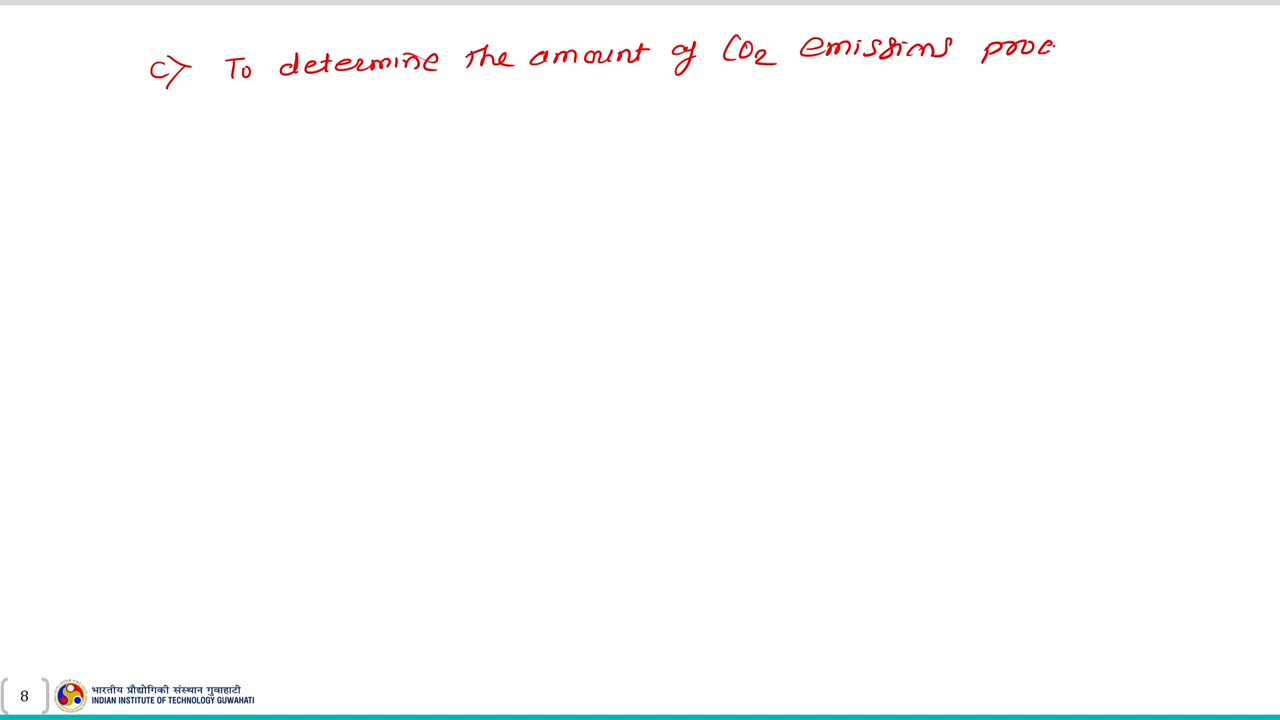 c) To determine the amount of CO2 emissions proc
8
भारतीय प्रौद्योगिकी संस्थान गुवाहाटी
INDIAN INSTITUTE OF TECHNOLOGY GUWAHATI